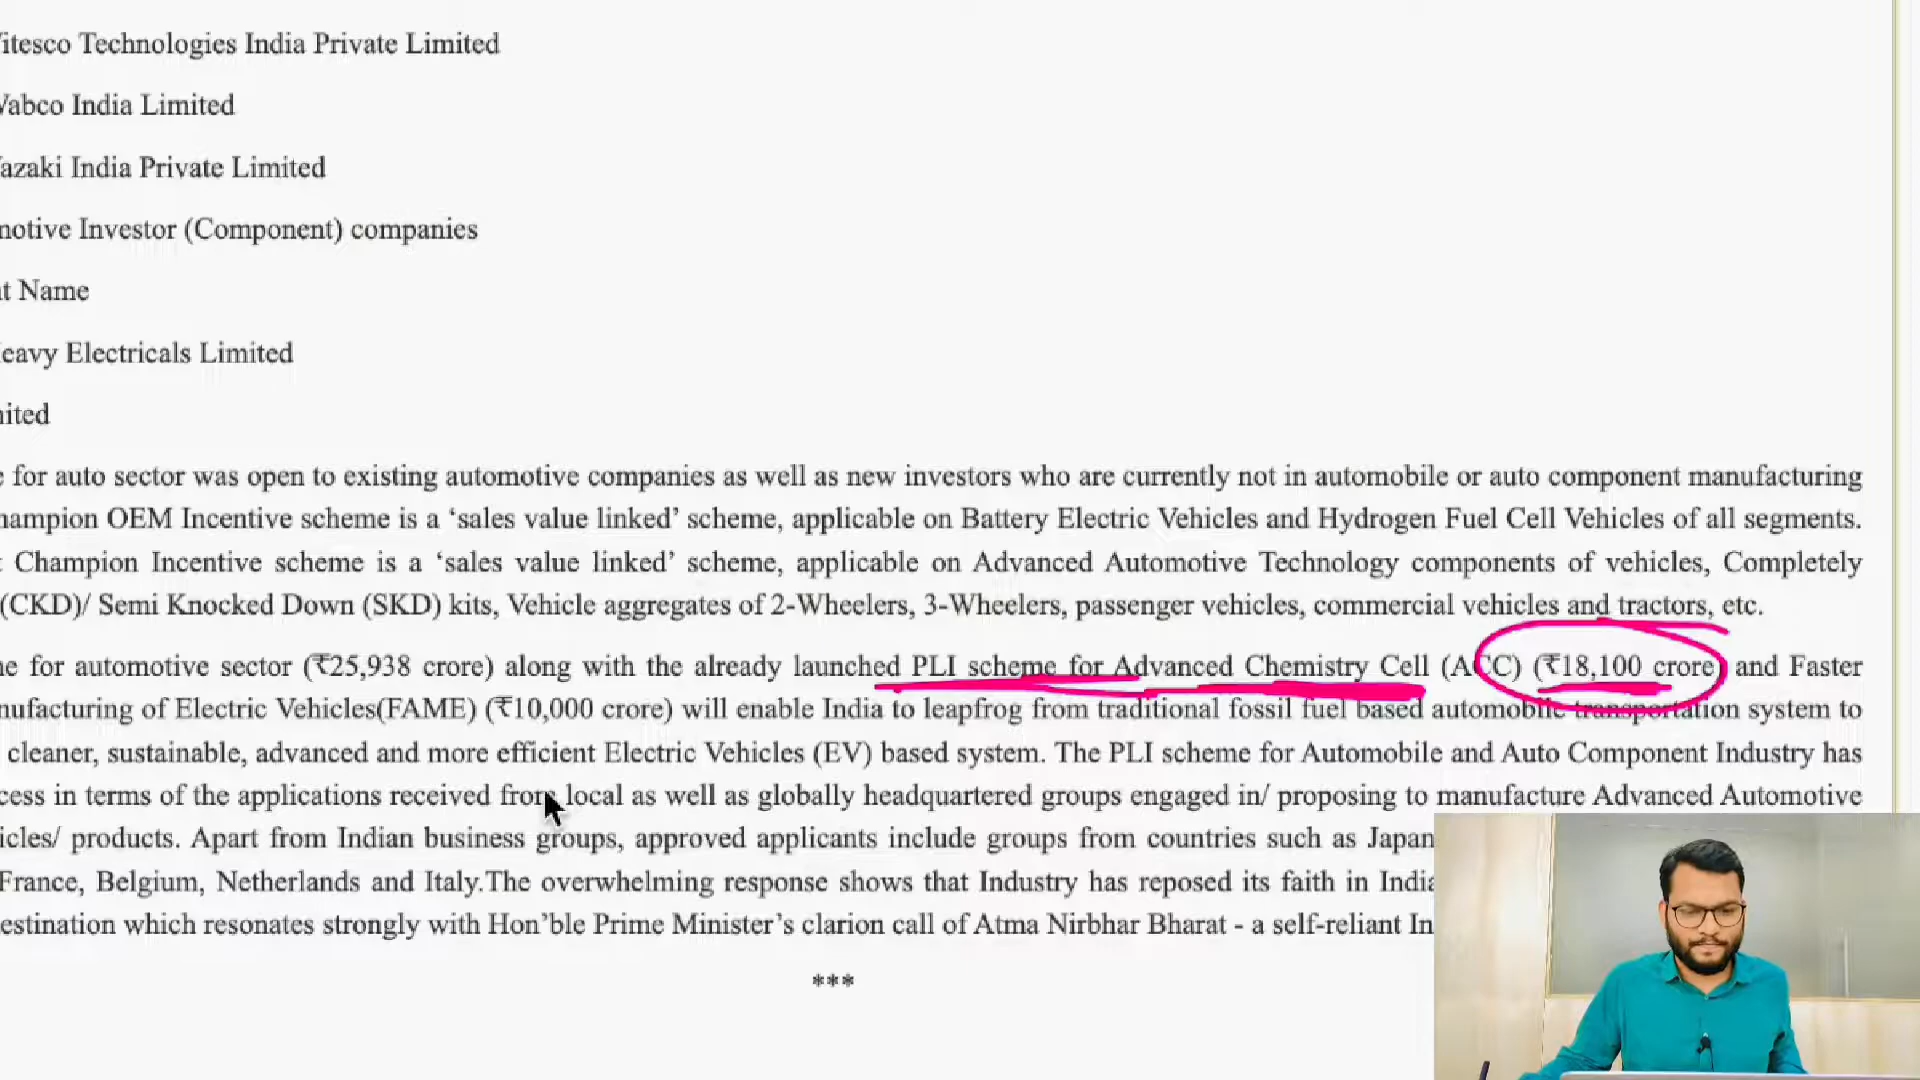 itesco Technologies India Private Limited
Wabco India Limited
azaki India Private Limited
motive Investor (Component) companies
t Name
eavy Electricals Limited
ited
e for auto sector was open to existing automotive companies as well as new investors who are currently not in automobile or auto component manufacturing
hampion OEM Incentive scheme is a ‘sales value linked’ scheme, applicable on Battery Electric Vehicles and Hydrogen Fuel Cell Vehicles of all segments.
t Champion Incentive scheme is a ‘sales value linked’ scheme, applicable on Advanced Automotive Technology components of vehicles, Completely
(CKD)/ Semi Knocked Down (SKD) kits, Vehicle aggregates of 2-Wheelers, 3-Wheelers, passenger vehicles, commercial vehicles and tractors, etc.
ne for automotive sector (₹25,938 crore) along with the already launched PLI scheme for Advanced Chemistry Cell (ACC) (₹18,100 crore) and Faster
nufacturing of Electric Vehicles(FAME) (₹10,000 crore) will enable India to leapfrog from traditional fossil fuel based automobile transportation system to
cleaner, sustainable, advanced and more efficient Electric Vehicles (EV) based system. The PLI scheme for Automobile and Auto Component Industry has
cess in terms of the applications received from local as well as globally headquartered groups engaged in/ proposing to manufacture Advanced Automotive
icles/ products. Apart from Indian business groups, approved applicants include groups from countries such as Japan
France, Belgium, Netherlands and Italy.The overwhelming response shows that Industry has reposed its faith in India
estination which resonates strongly with Hon’ble Prime Minister’s clarion call of Atma Nirbhar Bharat - a self-reliant In
***